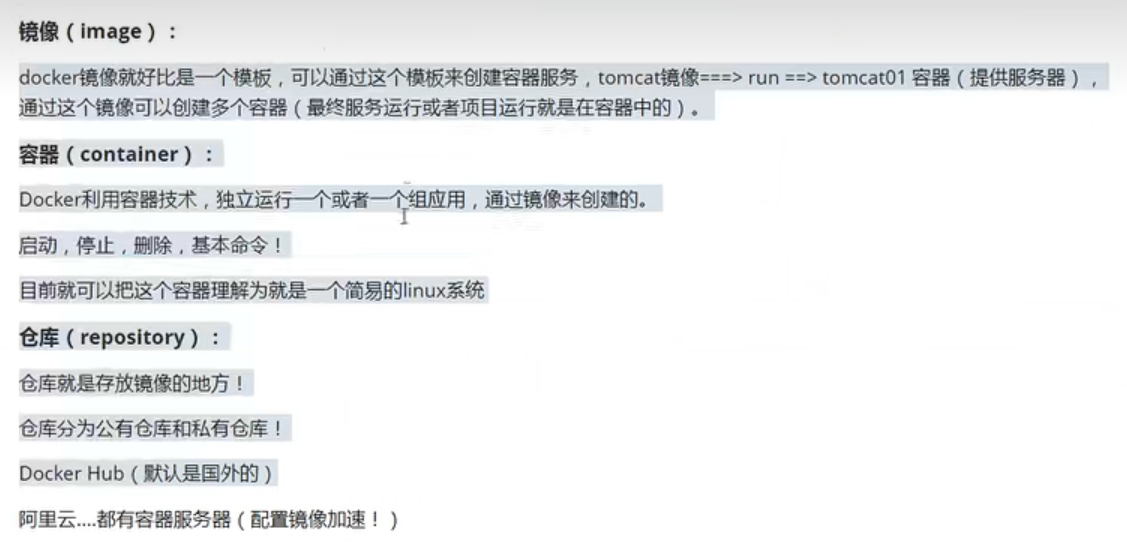 镜像（image）：
docker镜像就好比是一个模板，可以通过这个模板来创建容器服务，tomcat镜像===> run ==> tomcat01 容器（提供服务器），
通过这个镜像可以创建多个容器（最终服务运行或者项目运行就是在容器中的）。
容器（container）：
Docker利用容器技术，独立运行一个或者一个组应用，通过镜像来创建的。
启动，停止，删除，基本命令！
目前就可以把这个容器理解为就是一个简易的linux系统
仓库（repository）：
仓库就是存放镜像的地方！
仓库分为公有仓库和私有仓库！
Docker Hub（默认是国外的）
阿里云....都有容器服务器（配置镜像加速！）